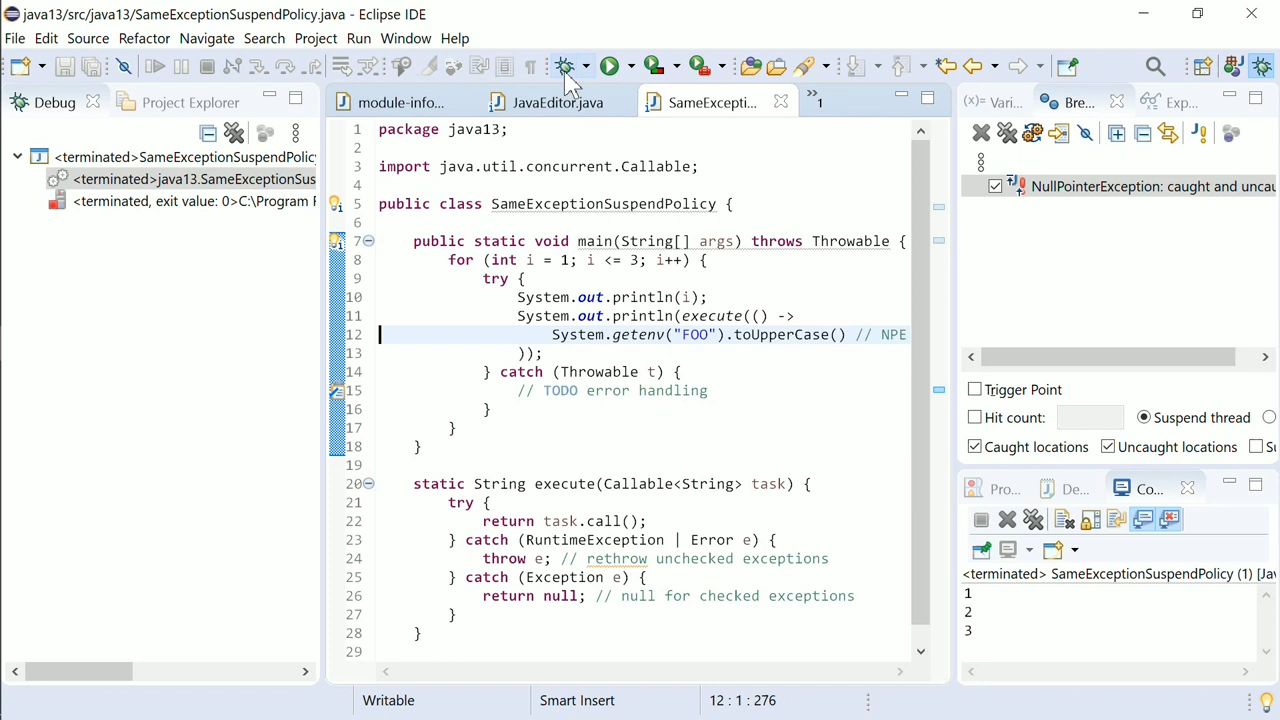 java13/src/java13/SameExceptionSuspendPolicy.java - Eclipse IDE
File Edit Source Refactor Navigate Search Project Run Window Help
Debug Project Explorer
module-info... JavaEditor.java SameExcepti... »1
(x)= Vari... Bre... Exp...
<terminated>SameExceptionSuspendPolic
<terminated>java13.SameExceptionSus
<terminated, exit value: 0>C:\Program F
1 package java13;
2
3 import java.util.concurrent.Callable;
4
5 public class SameExceptionSuspendPolicy {
6
7 public static void main(String[] args) throws Throwable {
8 for (int i = 1; i <= 3; i++) {
9 try {
10 System.out.println(i);
11 System.out.println(execute(() ->
12 System.getenv("FOO").toUpperCase() // NPE
13 ));
14 } catch (Throwable t) {
15 // TODO error handling
16 }
17 }
18 }
19
20 static String execute(Callable<String> task) {
21 try {
22 return task.call();
23 } catch (RuntimeException | Error e) {
24 throw e; // rethrow unchecked exceptions
25 } catch (Exception e) {
26 return null; // null for checked exceptions
27 }
28 }
29
NullPointerException: caught and uncau
Trigger Point
Hit count: Suspend thread
Caught locations Uncaught locations Su
Pro... De... Co...
<terminated> SameExceptionSuspendPolicy (1) [Ja
1
2
3
Writable Smart Insert 12 : 1 : 276